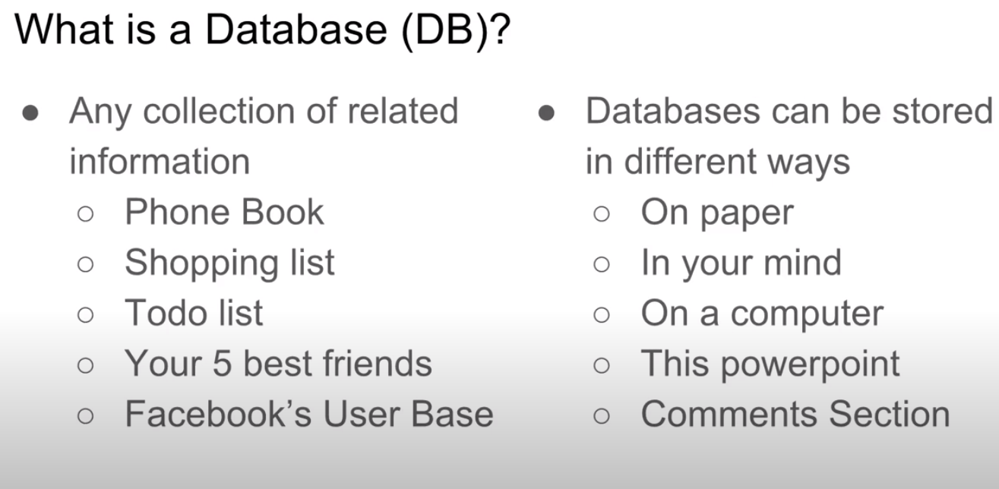 What is a Database (DB)?
● Any collection of related
information
○ Phone Book
○ Shopping list
○ Todo list
○ Your 5 best friends
○ Facebook’s User Base
● Databases can be stored
in different ways
○ On paper
○ In your mind
○ On a computer
○ This powerpoint
○ Comments Section